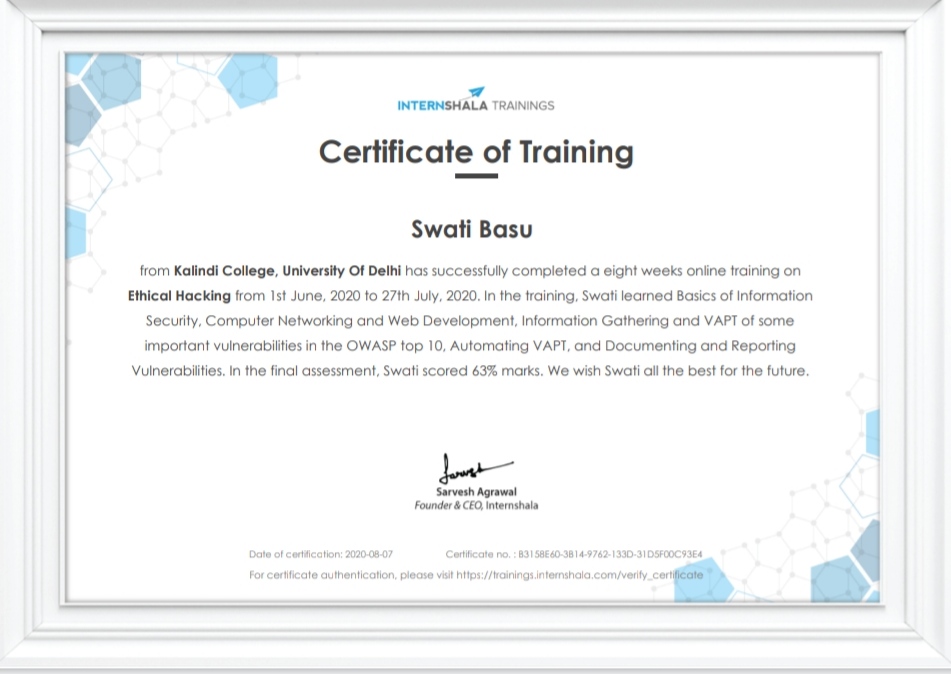 INTERNSHALA TRAININGS
Certificate of Training
Swati Basu
from Kalindi College, University Of Delhi has successfully completed a eight weeks online training on
Ethical Hacking from 1st June, 2020 to 27th July, 2020. In the training, Swati learned Basics of Information
Security, Computer Networking and Web Development, Information Gathering and VAPT of some
important vulnerabilities in the OWASP top 10, Automating VAPT, and Documenting and Reporting
Vulnerabilities. In the final assessment, Swati scored 63% marks. We wish Swati all the best for the future.
Sarvesh
Sarvesh Agrawal
Founder & CEO, Internshala
Date of certification: 2020-08-07 Certificate no. : B3158E60-3B14-9762-133D-31D5F00C93E4
For certificate authentication, please visit https://trainings.internshala.com/verify_certificate